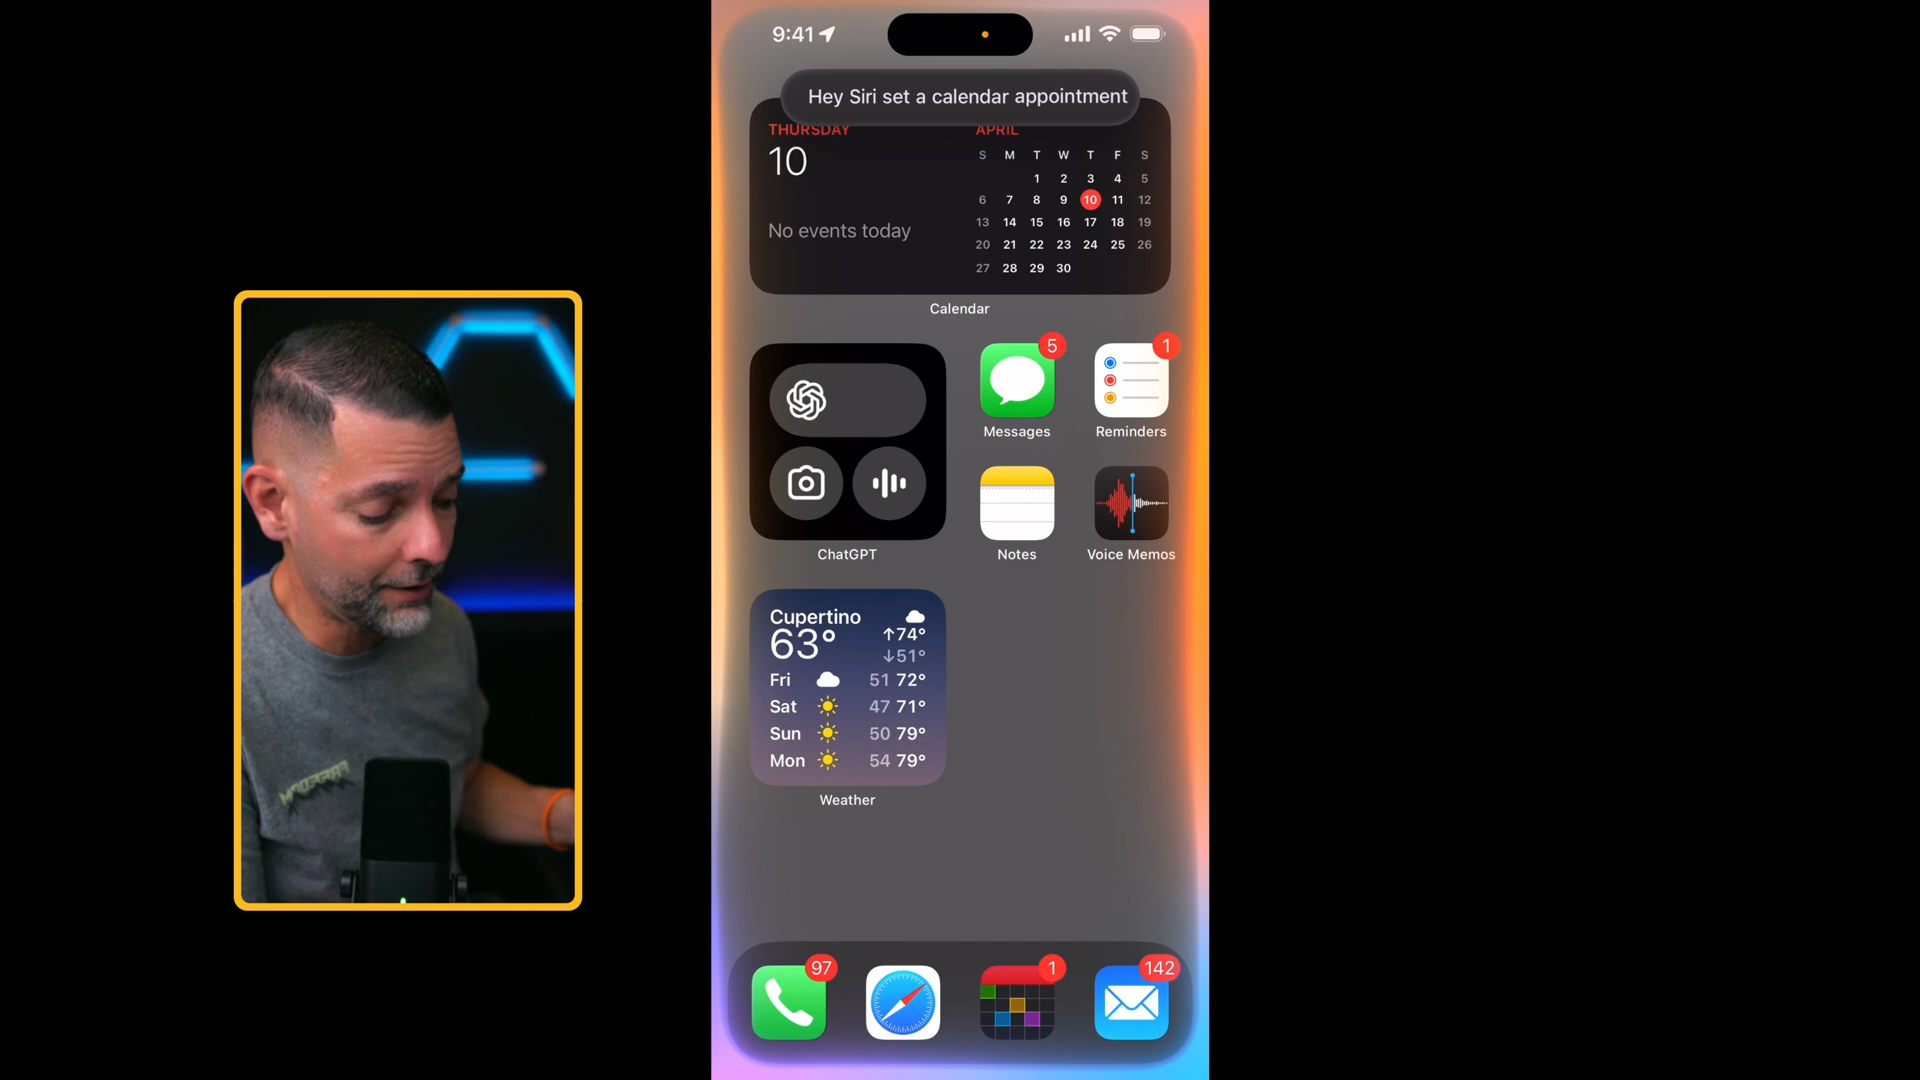 9:41
Hey Siri set a calendar appointment
THURSDAY
10
No events today
APRIL
S M T W T F S
1 2 3 4 5
6 7 8 9 10 11 12
13 14 15 16 17 18 19
20 21 22 23 24 25 26
27 28 29 30
Calendar
5
1
Messages
Reminders
ChatGPT
Notes
Voice Memos
Cupertino
63°
↑74°
↓51°
Fri 51 72°
Sat 47 71°
Sun 50 79°
Mon 54 79°
Weather
FREEDOM
97
1
142